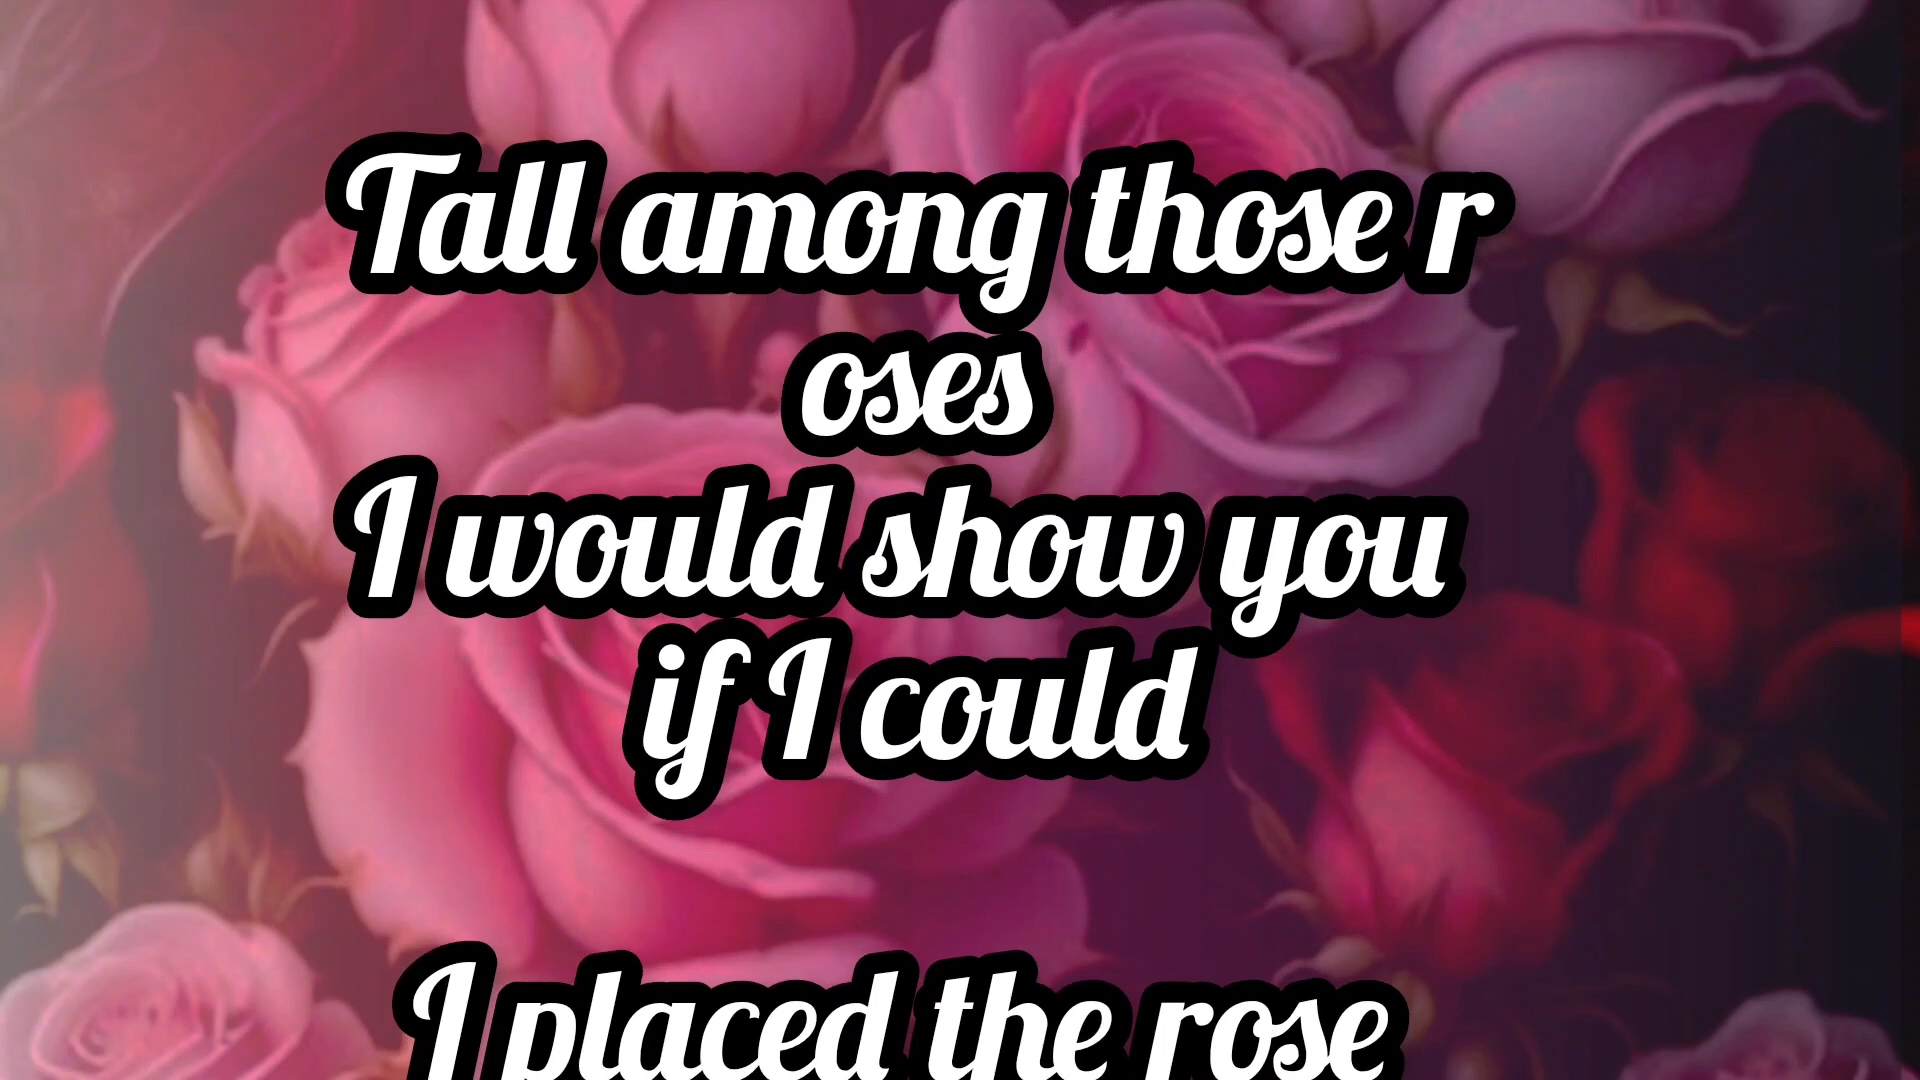 Tall among those r
oses
I would show you
if I could
I placed the rose